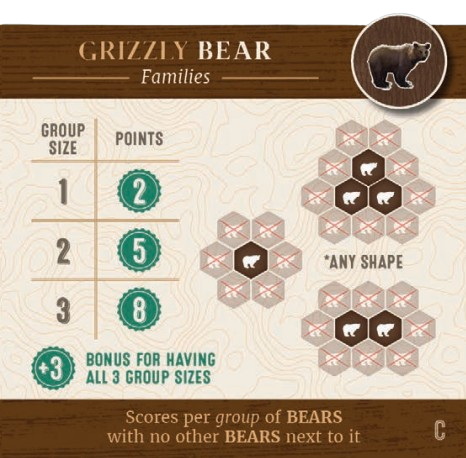 GRIZZLY BEAR
Families
GROUP SIZE POINTS
1 2
2 5
3 8
*ANY SHAPE
+3 BONUS FOR HAVING
ALL 3 GROUP SIZES
Scores per group of BEARS
with no other BEARS next to it
C